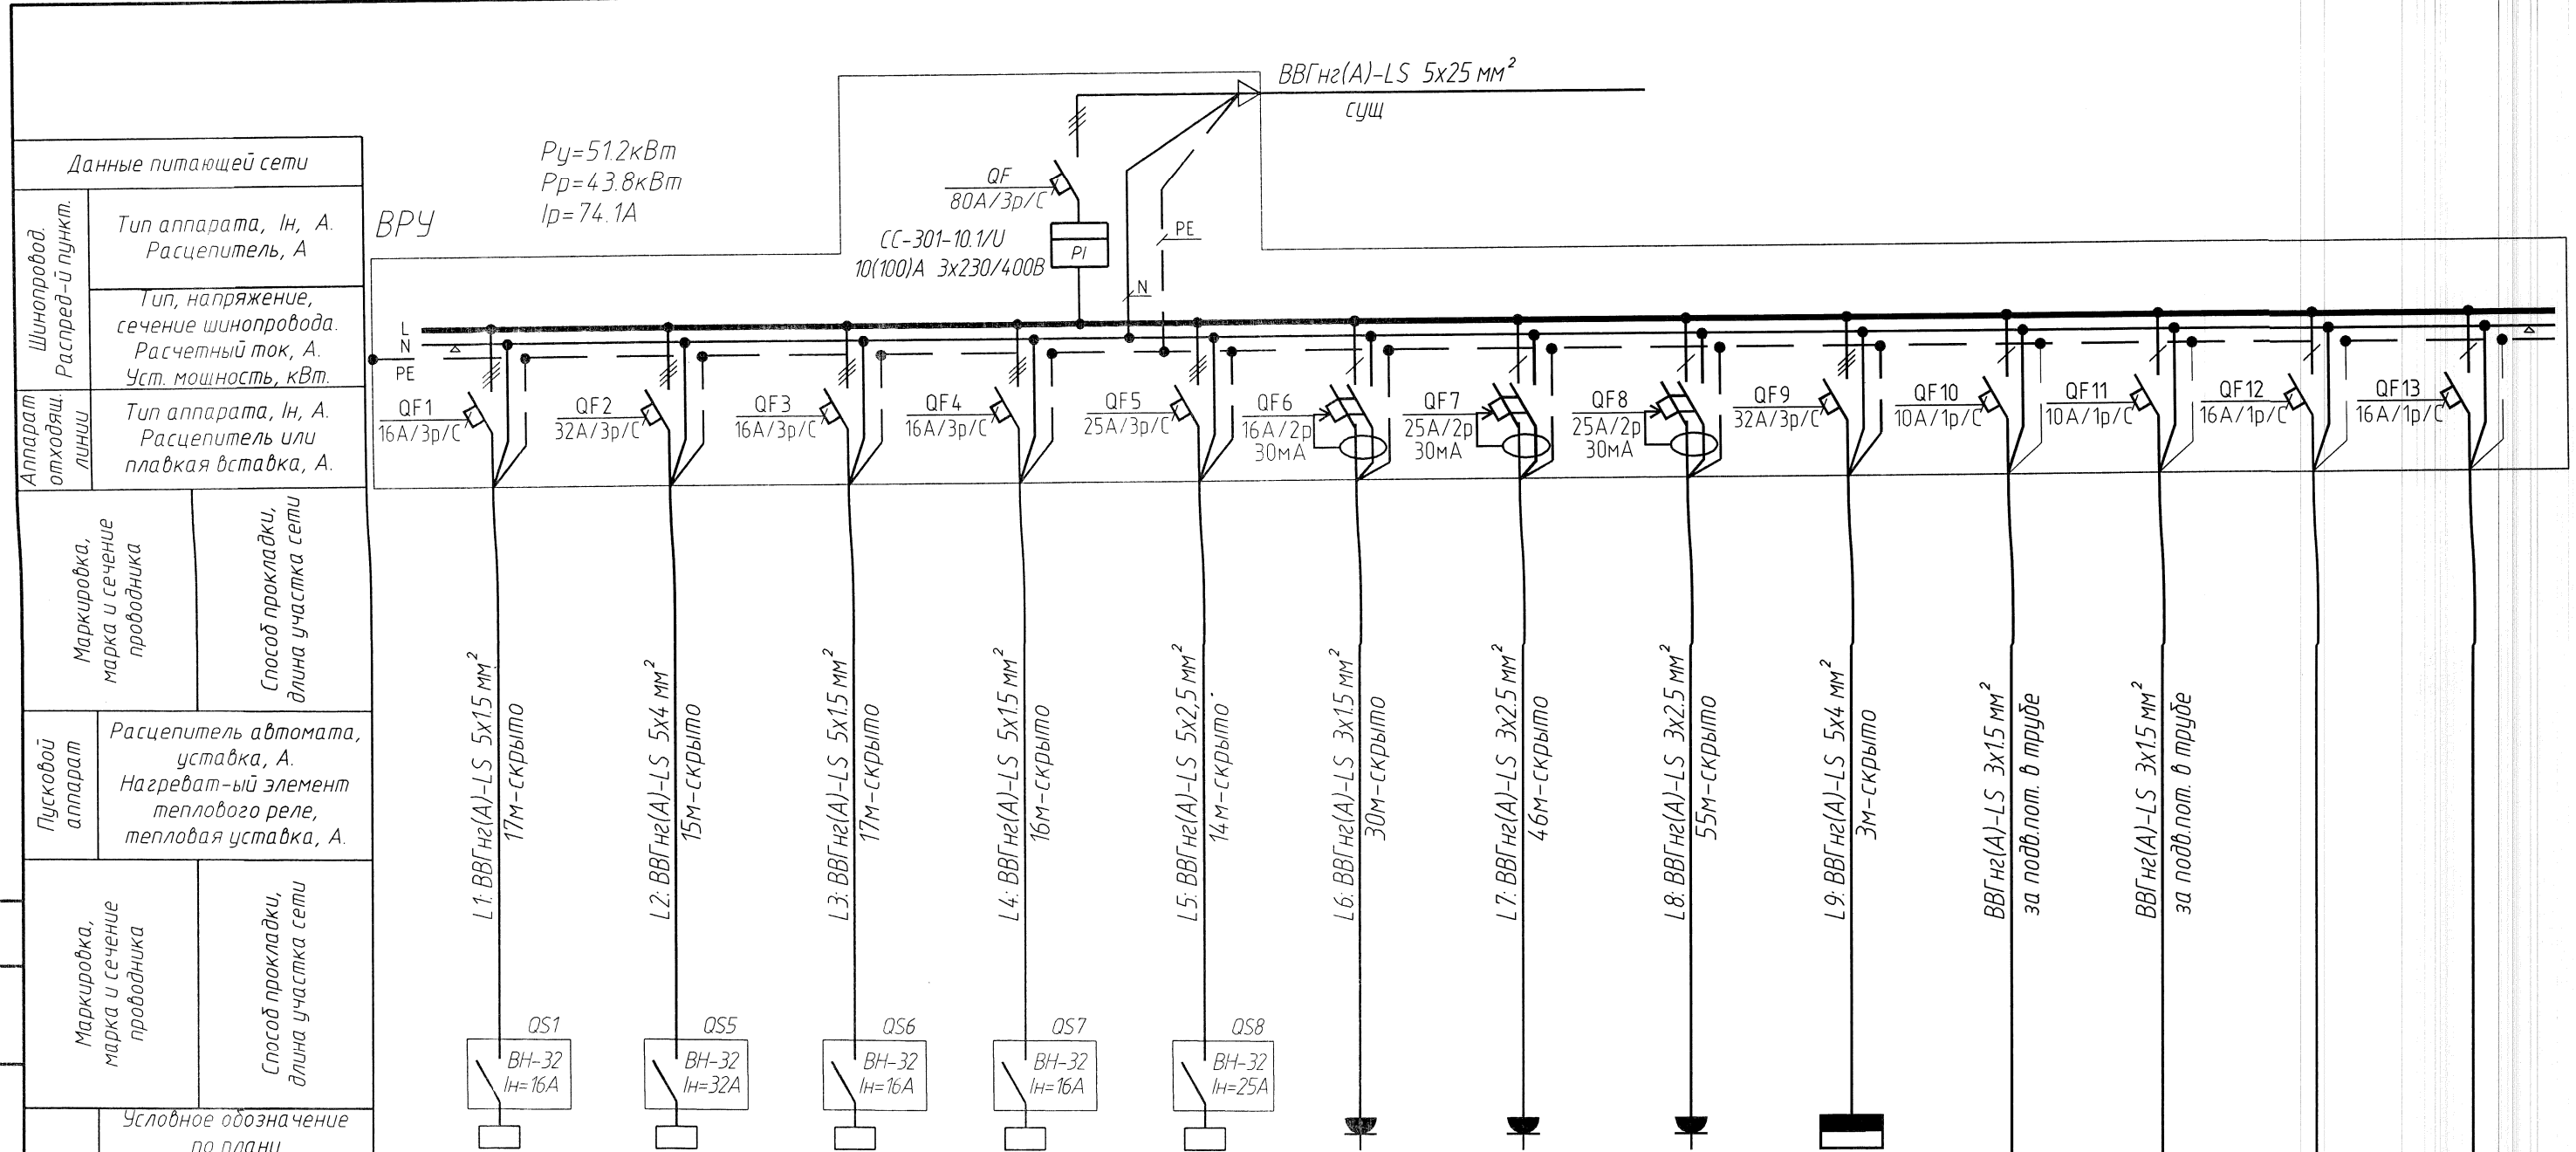 ВВГнг(А)-LS 5x25 мм²
сущ
Ру=51.2кВт
Рр=43.8кВт
Iр=74.1А
ВРУ
QF
80А/3р/С
СС-301-10.1/U
10(100)А 3х230/400В
PI
N
PE
Данные питающей сети
Шинопровод.
Распред-й пункт.
Тип аппарата, Iн, А.
Расцепитель, А
Тип, напряжение,
сечение шинопровода.
Расчетный ток, А.
Уст. мощность, кВт.
Аппарат
отходящ.
линии
Тип аппарата, Iн, А.
Расцепитель или
плавкая вставка, А.
Маркировка,
марка и сечение
проводника
Способ прокладки,
длина участка сети
Пусковой
аппарат
Расцепитель автомата,
уставка, А.
Нагреват-ый элемент
теплового реле,
тепловая уставка, А.
Маркировка,
марка и сечение
проводника
Способ прокладки,
длина участка сети
Условное обозначение
по плану
L
N
PE
QF1
16А/3р/С
QF2
32А/3р/С
QF3
16А/3р/С
QF4
16А/3р/С
QF5
25А/3р/С
QF6
16А/2р
30мА
QF7
25А/2р
30мА
QF8
25А/2р
30мА
QF9
32А/3р/С
QF10
10А/1р/С
QF11
10А/1р/С
QF12
16А/1р/С
QF13
16А/1р/С
L1: ВВГнг(А)-LS 5x1.5 мм²
17м-скрыто
L2: ВВГнг(А)-LS 5x4 мм²
15м-скрыто
L3: ВВГнг(А)-LS 5x1.5 мм²
17м-скрыто
L4: ВВГнг(А)-LS 5x1.5 мм²
16м-скрыто
L5: ВВГнг(А)-LS 5x2,5 мм²
14м-скрыто
L6: ВВГнг(А)-LS 3x1.5 мм²
30м-скрыто
L7: ВВГнг(А)-LS 3x2.5 мм²
46м-скрыто
L8: ВВГнг(А)-LS 3x2.5 мм²
55м-скрыто
L9: ВВГнг(А)-LS 5x4 мм²
3м-скрыто
ВВГнг(А)-LS 3x1.5 мм²
за подв.пот. в трубе
ВВГнг(А)-LS 3x1.5 мм²
за подв.пот. в трубе
QS1
ВН-32
Iн=16А
QS5
ВН-32
Iн=32А
QS6
ВН-32
Iн=16А
QS7
ВН-32
Iн=16А
QS8
ВН-32
Iн=25А